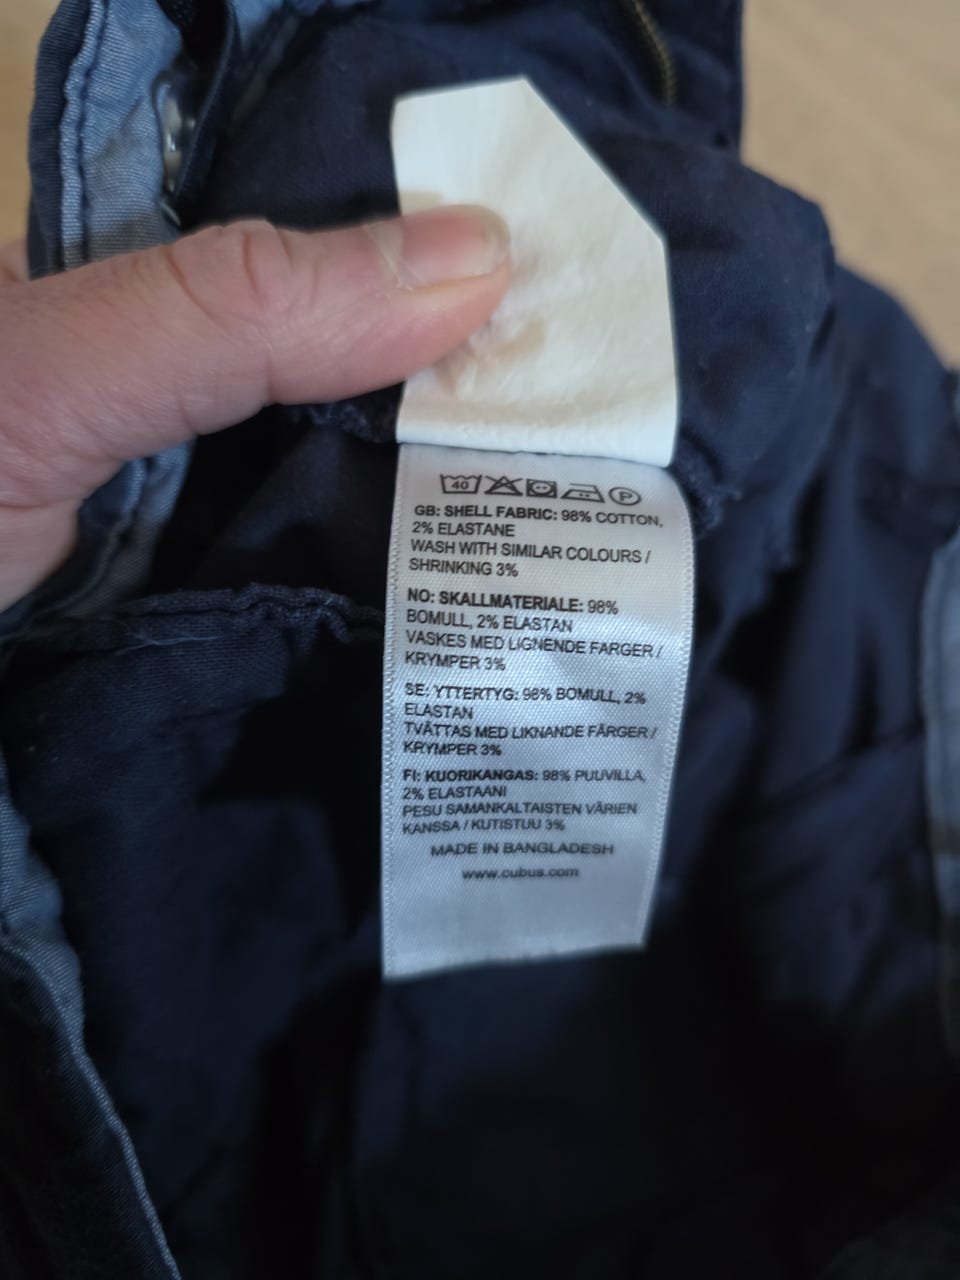 40 P
GB: SHELL FABRIC: 98% COTTON,
2% ELASTANE
WASH WITH SIMILAR COLOURS /
SHRINKING 3%
NO: SKALLMATERIALE: 98%
BOMULL, 2% ELASTAN
VASKES MED LIGNENDE FARGER /
KRYMPER 3%
SE: YTTERTYG: 98% BOMULL, 2%
ELASTAN
TVÄTTAS MED LIKNANDE FÄRGER /
KRYMPER 3%
FI: KUORIKANGAS: 98% PUUVILLA,
2% ELASTAANI
PESU SAMANKALTAISTEN VÄRIEN
KANSSA / KUTISTUU 3%
MADE IN BANGLADESH
www.cubus.com